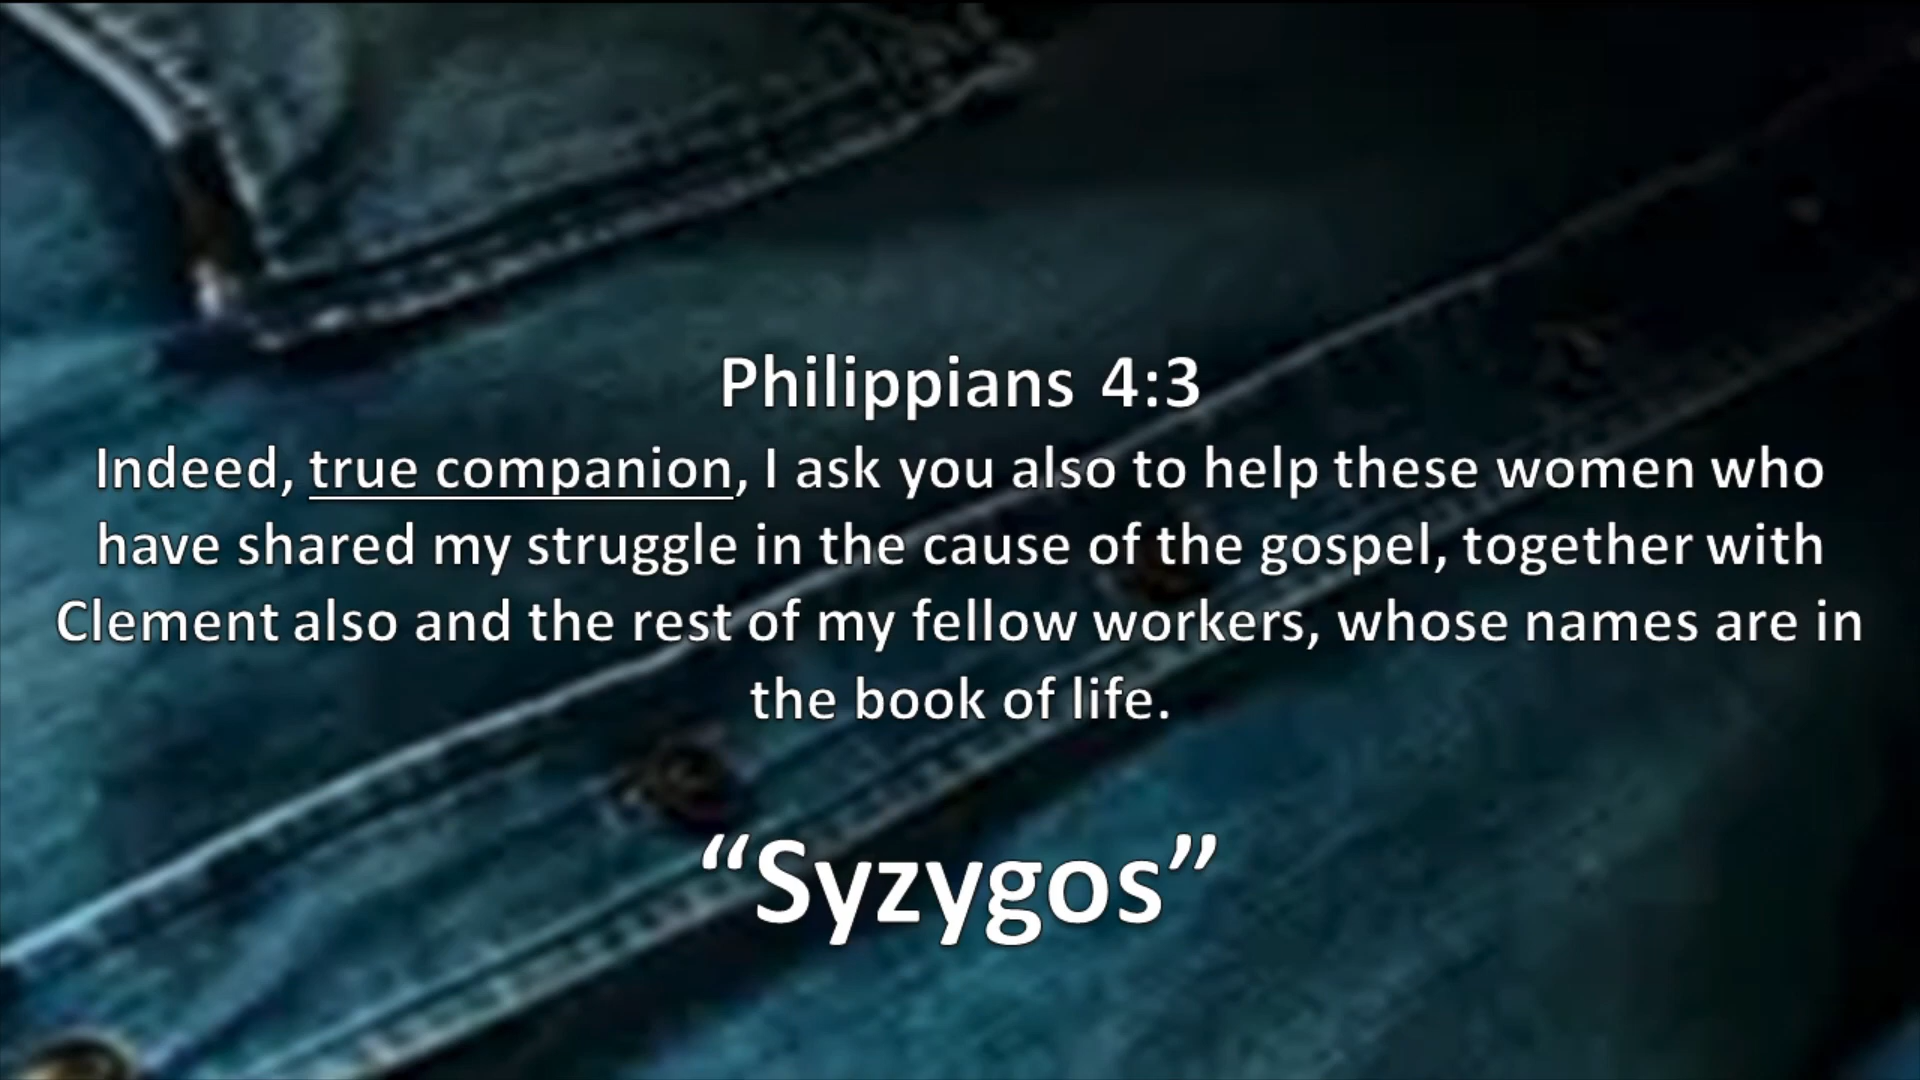 Philippians 4:3
Indeed, true companion, I ask you also to help these women who
have shared my struggle in the cause of the gospel, together with
Clement also and the rest of my fellow workers, whose names are in
the book of life.
“Syzygos”